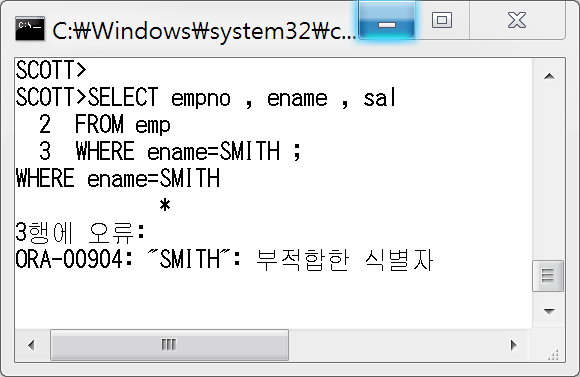 C:\Windows\system32\c...
SCOTT>
SCOTT>SELECT empno , ename , sal
2 FROM emp
3 WHERE ename=SMITH ;
WHERE ename=SMITH
*
3행에 오류:
ORA-00904: "SMITH": 부적합한 식별자